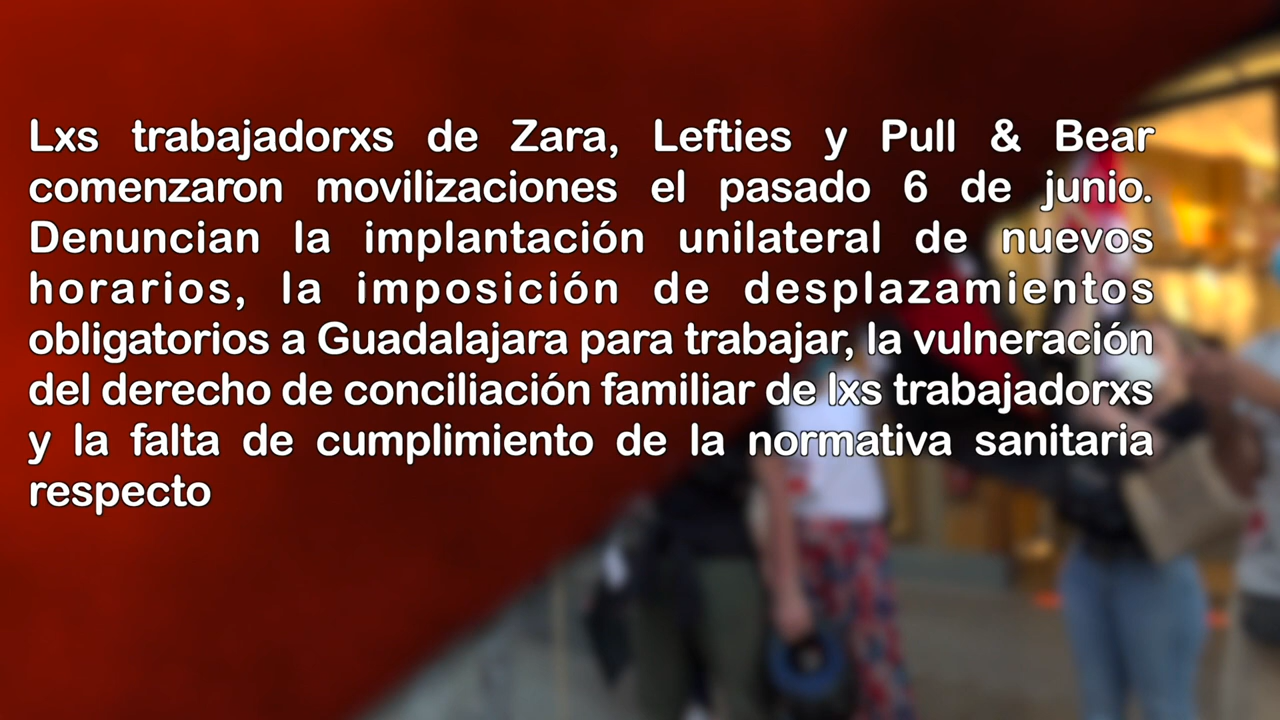 Lxs trabajadorxs de Zara, Lefties y Pull & Bear
comenzaron movilizaciones el pasado 6 de junio.
Denuncian la implantación unilateral de nuevos
horarios, la imposición de desplazamientos
obligatorios a Guadalajara para trabajar, la vulneración
del derecho de conciliación familiar de lxs trabajadorxs
y la falta de cumplimiento de la normativa sanitaria
respecto